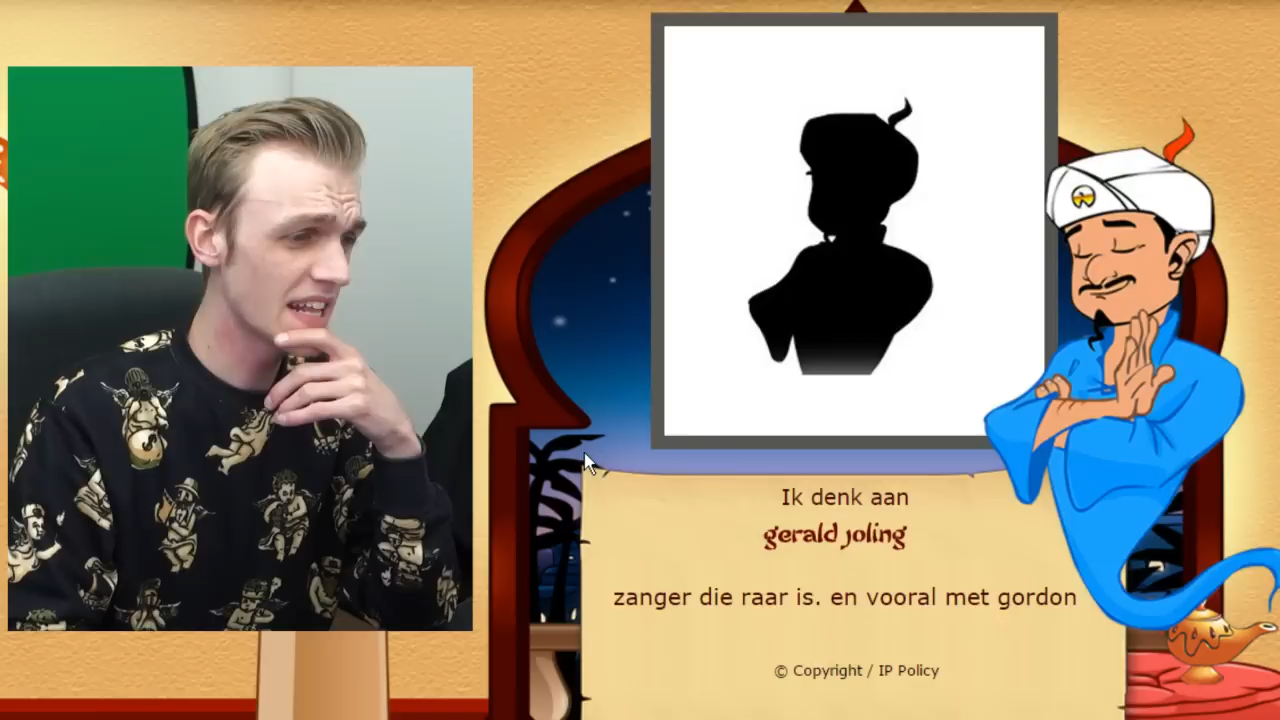 Ik denk aan
gerald joling
zanger die raar is. en vooral met gordon
© Copyright / IP Policy